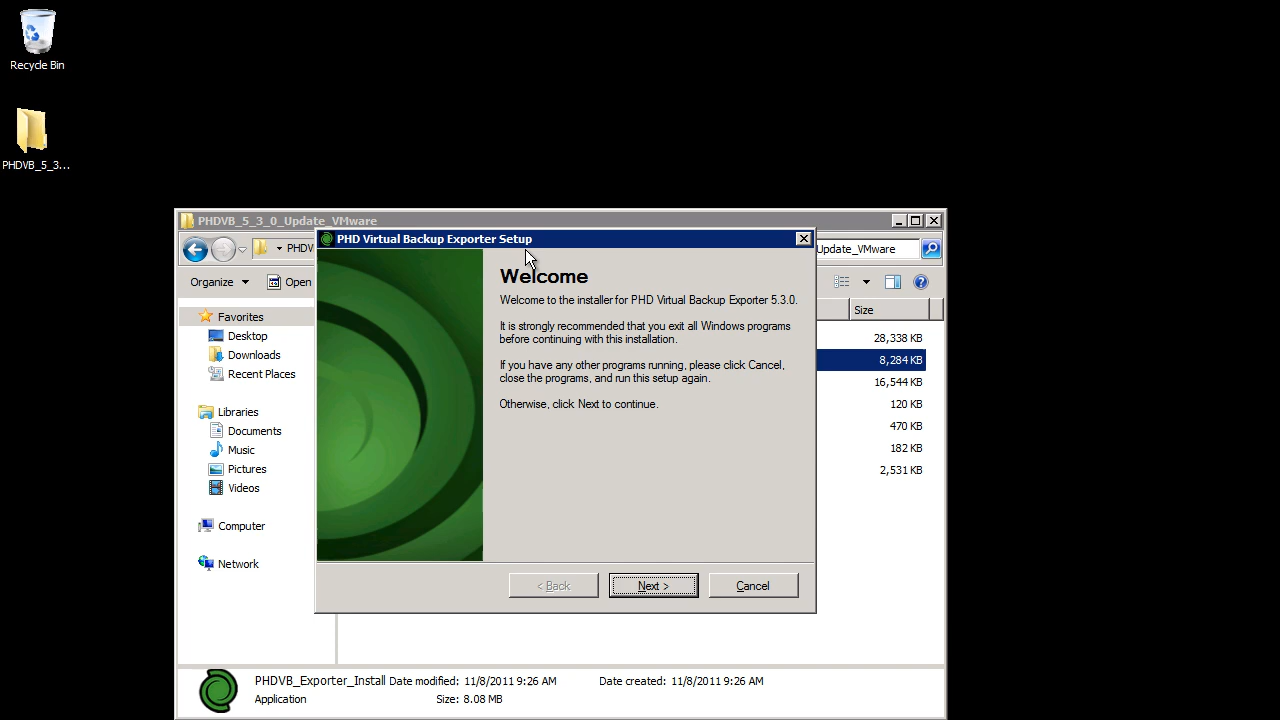 Recycle Bin
PHDVB_5_3...
PHDVB_5_3_0_Update_VMware
PHDV
Update_VMware
Organize
Open
Size
Favorites
Desktop
Downloads
Recent Places
Libraries
Documents
Music
Pictures
Videos
Computer
Network
28,338 KB
8,284 KB
16,544 KB
120 KB
470 KB
182 KB
2,531 KB
PHD Virtual Backup Exporter Setup
Welcome
Welcome to the installer for PHD Virtual Backup Exporter 5.3.0.
It is strongly recommended that you exit all Windows programs
before continuing with this installation.
If you have any other programs running, please click Cancel,
close the programs, and run this setup again.
Otherwise, click Next to continue.
< Back
Next >
Cancel
PHDVB_Exporter_Install Date modified: 11/8/2011 9:26 AM Date created: 11/8/2011 9:26 AM
Application Size: 8.08 MB